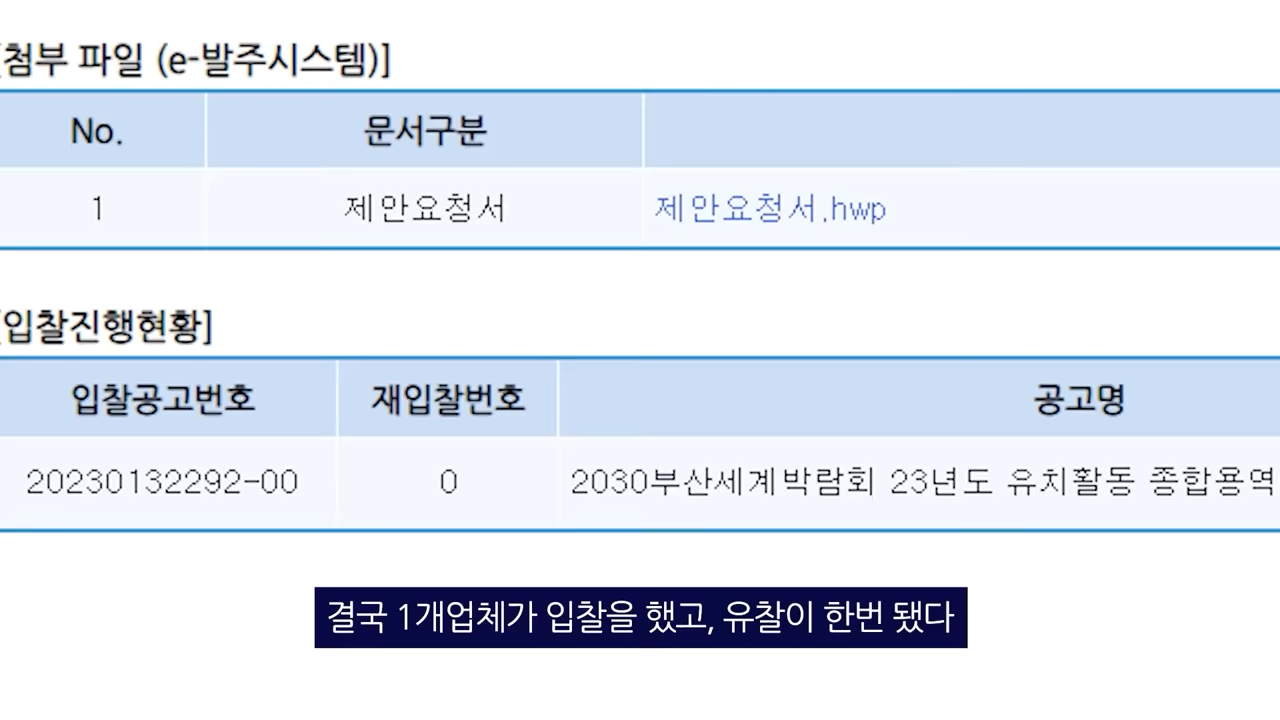 [첨부 파일 (e-발주시스템)]
No. 문서구분
1 제안요청서 제안요청서.hwp
[입찰진행현황]
입찰공고번호 재입찰번호 공고명
20230132292-00 0 2030부산세계박람회 23년도 유치활동 종합용역
결국 1개업체가 입찰을 했고, 유찰이 한번 됐다